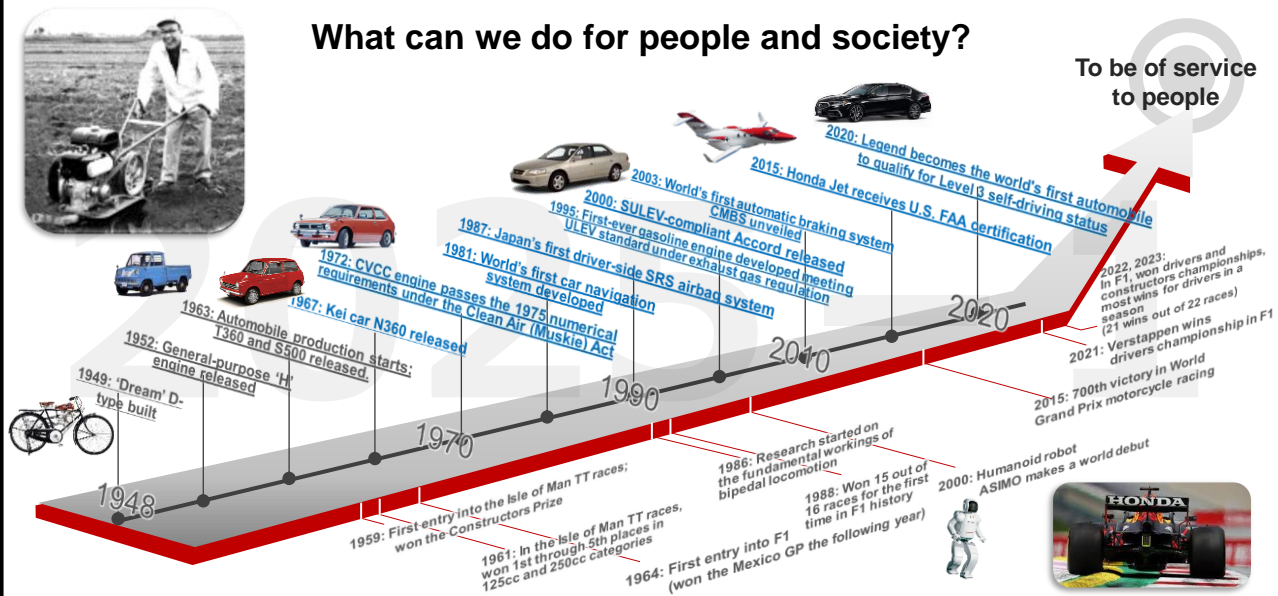 What can we do for people and society?
To be of service
to people
2020: Legend becomes the world's first automobile
to qualify for Level 3 self-driving status
2015: Honda Jet receives U.S. FAA certification
2003: World's first automatic braking system
CMBS unveiled
2000: SULEV-compliant Accord released
1995: First-ever gasoline engine developed meeting
ULEV standard under exhaust gas regulation
1987: Japan's first driver-side SRS airbag system
1981: World's first car navigation
system developed
1972: CVCC engine passes the 1975 numerical
requirements under the Clean Air (Muskie) Act
1967: Kei car N360 released
1963: Automobile production starts;
T360 and S500 released.
1952: General-purpose 'H'
engine released
1949: 'Dream' D-
type built
1948
1970
1990
2010
2020
1959: First entry into the Isle of Man TT races;
won the Constructors Prize
1961: In the Isle of Man TT races,
won 1st through 5th places in
125cc and 250cc categories
1964: First entry into F1
(won the Mexico GP the following year)
1986: Research started on
the fundamental workings of
bipedal locomotion
1988: Won 15 out of
16 races for the first
time in F1 history
2000: Humanoid robot
ASIMO makes a world debut
2015: 700th victory in World
Grand Prix motorcycle racing
2021: Verstappen wins
drivers championship in F1
2022, 2023:
In F1, won drivers and
constructors championships,
most wins for drivers in a
season
(21 wins out of 22 races)
HONDA